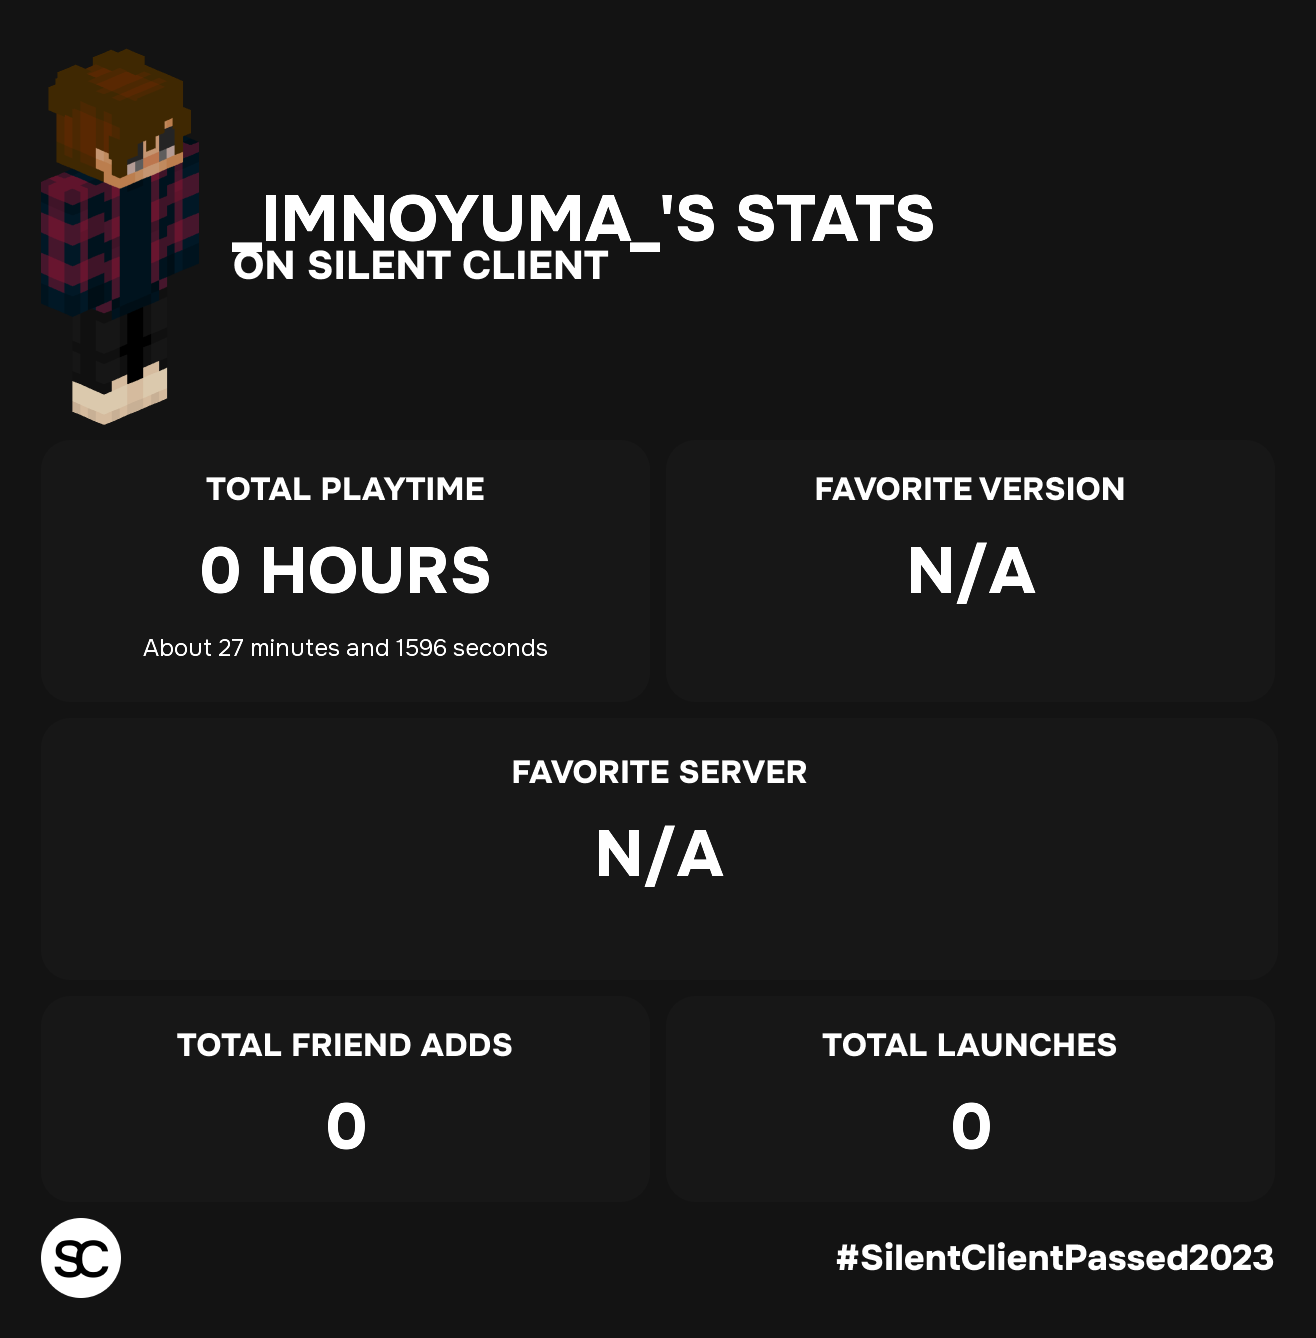 _IMNOYUMA_'S STATS
ON SILENT CLIENT
TOTAL PLAYTIME
0 HOURS
About 27 minutes and 1596 seconds
FAVORITE VERSION
N/A
FAVORITE SERVER
N/A
TOTAL FRIEND ADDS
0
TOTAL LAUNCHES
0
SC
#SilentClientPassed2023